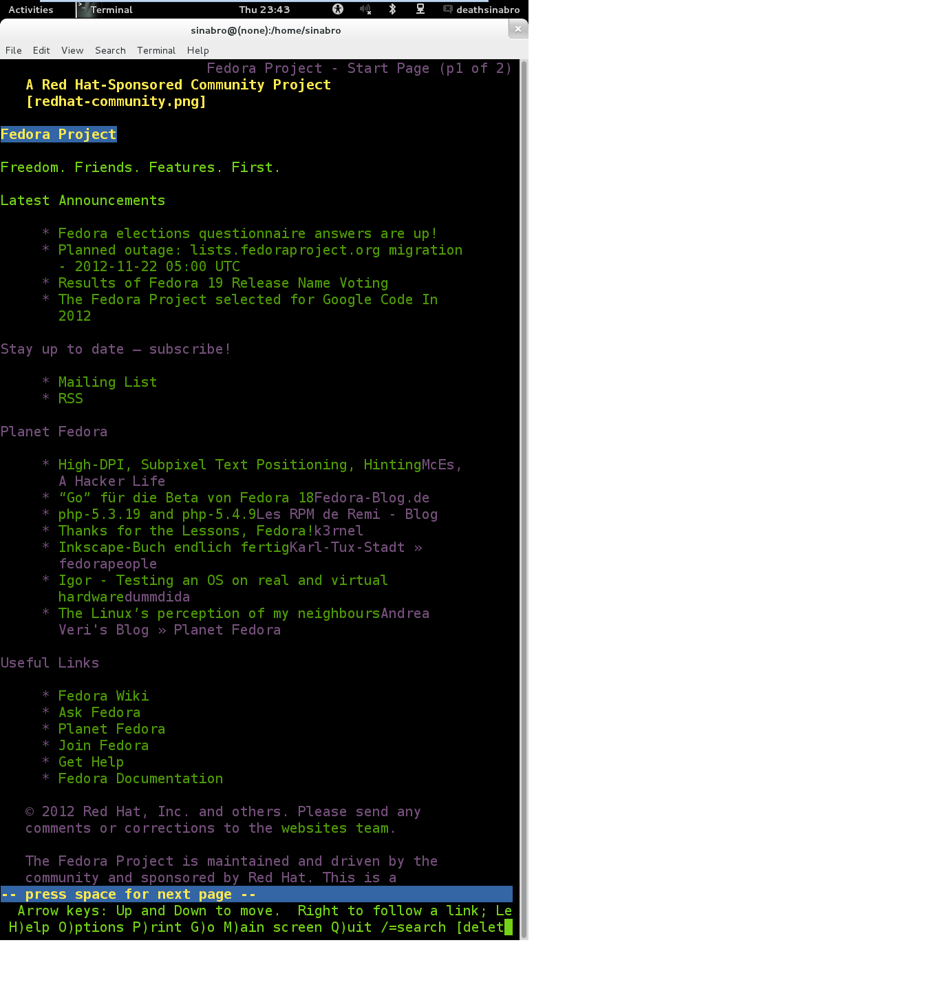 Activities Terminal Thu 23:43 deathsinabro
sinabro@(none):/home/sinabro
File Edit View Search Terminal Help
Fedora Project - Start Page (p1 of 2)
A Red Hat-Sponsored Community Project
[redhat-community.png]
Fedora Project
Freedom. Friends. Features. First.
Latest Announcements
* Fedora elections questionnaire answers are up!
* Planned outage: lists.fedoraproject.org migration
- 2012-11-22 05:00 UTC
* Results of Fedora 19 Release Name Voting
* The Fedora Project selected for Google Code In
2012
Stay up to date — subscribe!
* Mailing List
* RSS
Planet Fedora
* High-DPI, Subpixel Text Positioning, HintingMcEs,
A Hacker Life
* “Go” für die Beta von Fedora 18Fedora-Blog.de
* php-5.3.19 and php-5.4.9Les RPM de Remi - Blog
* Thanks for the Lessons, Fedora!k3rnel
* Inkscape-Buch endlich fertigKarl-Tux-Stadt »
fedorapeople
* Igor - Testing an OS on real and virtual
hardwaredummdida
* The Linux’s perception of my neighboursAndrea
Veri's Blog » Planet Fedora
Useful Links
* Fedora Wiki
* Ask Fedora
* Planet Fedora
* Join Fedora
* Get Help
* Fedora Documentation
© 2012 Red Hat, Inc. and others. Please send any
comments or corrections to the websites team.
The Fedora Project is maintained and driven by the
community and sponsored by Red Hat. This is a
-- press space for next page --
Arrow keys: Up and Down to move. Right to follow a link; Le
H)elp O)ptions P)rint G)o M)ain screen Q)uit /=search [delet